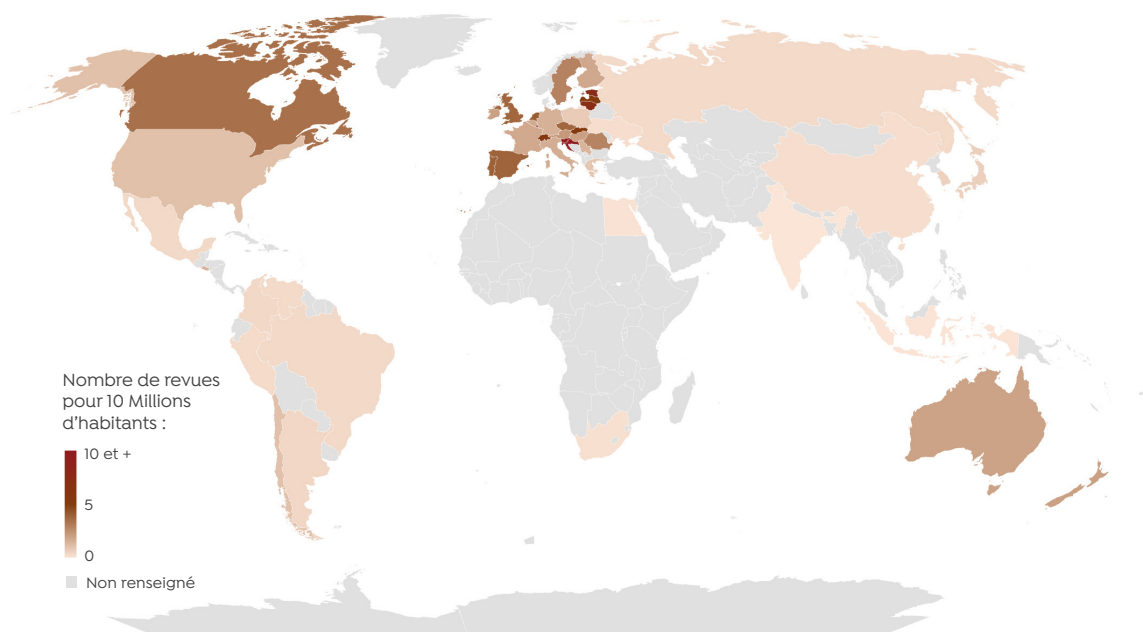 Nombre de revues
pour 10 Millions
d'habitants :
10 et +
5
0
Non renseigné